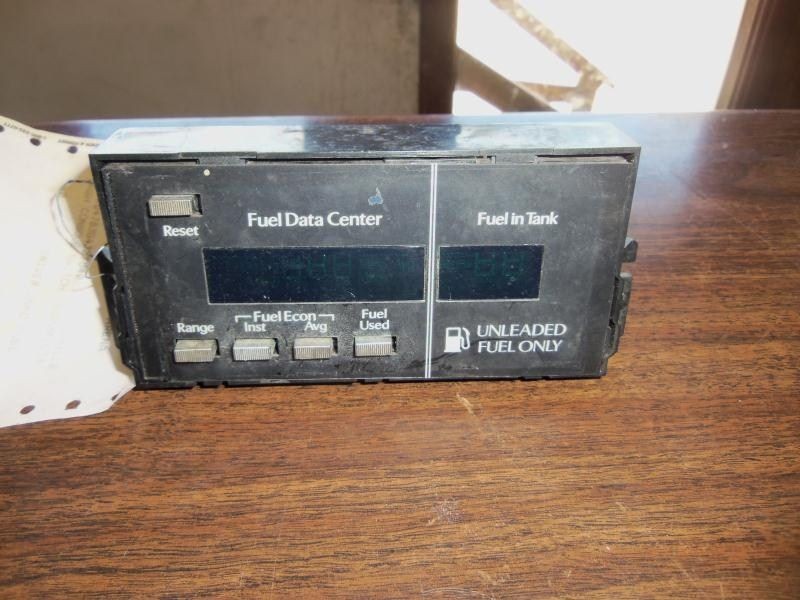 Reset
Fuel Data Center
Fuel in Tank
Range
Fuel Econ
Inst
Avg
Fuel
Used
UNLEADED
FUEL ONLY